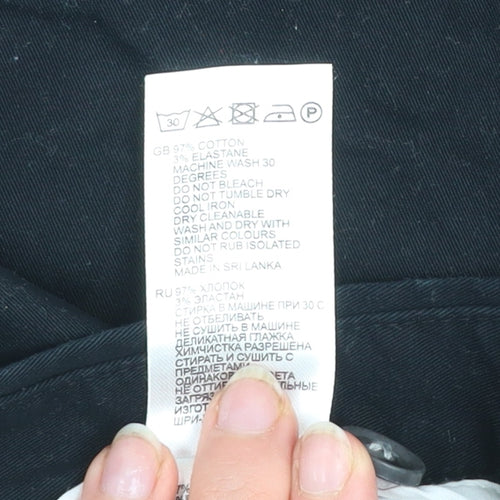 30 P
GB 97% COTTON
3% ELASTANE
MACHINE WASH 30
DEGREES
DO NOT BLEACH
DO NOT TUMBLE DRY
COOL IRON
DRY CLEANABLE
WASH AND DRY WITH
SIMILAR COLOURS
DO NOT RUB ISOLATED
STAINS
MADE IN SRI LANKA
RU 97% ХЛОПОК
3% ЭЛАСТАН
СТИРКА В МАШИНЕ ПРИ 30 С
НЕ ОТБЕЛИВАТЬ
НЕ СУШИТЬ В МАШИНЕ
ДЕЛИКАТНАЯ ГЛАЖКА
ХИМЧИСТКА РАЗРЕШЕНА
СТИРАТЬ И СУШИТЬ С
ПРЕДМЕТАМИ
НЕ